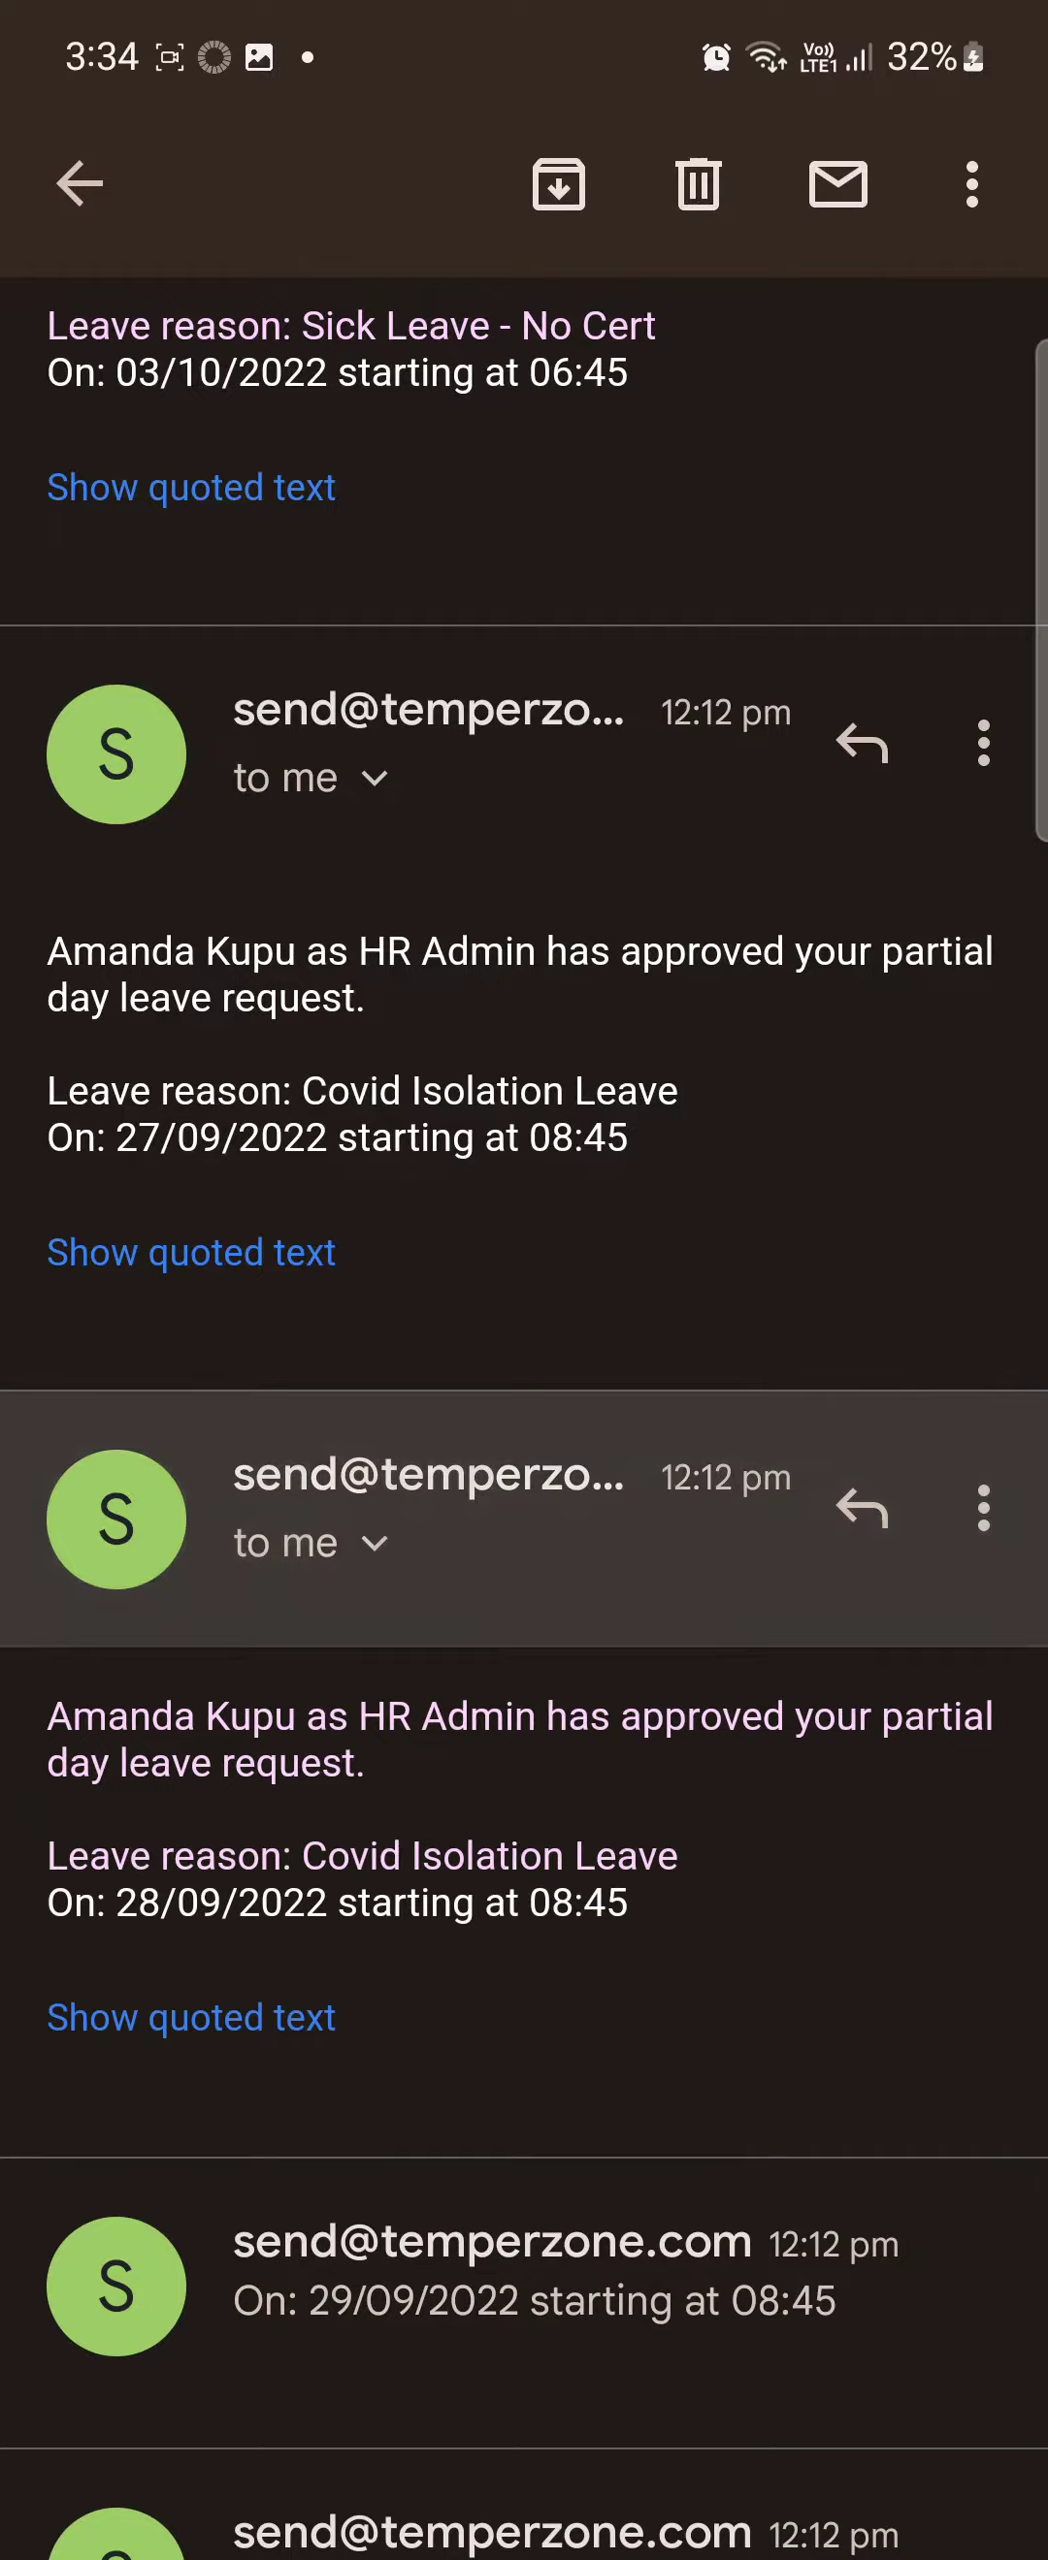 3:34
Vo))
LTE1
32%
Leave reason: Sick Leave - No Cert
On: 03/10/2022 starting at 06:45
Show quoted text
S
send@temperzo... 12:12 pm
to me
Amanda Kupu as HR Admin has approved your partial
day leave request.
Leave reason: Covid Isolation Leave
On: 27/09/2022 starting at 08:45
Show quoted text
S
send@temperzo... 12:12 pm
to me
Amanda Kupu as HR Admin has approved your partial
day leave request.
Leave reason: Covid Isolation Leave
On: 28/09/2022 starting at 08:45
Show quoted text
S
send@temperzone.com 12:12 pm
On: 29/09/2022 starting at 08:45
send@temperzone.com 12:12 pm